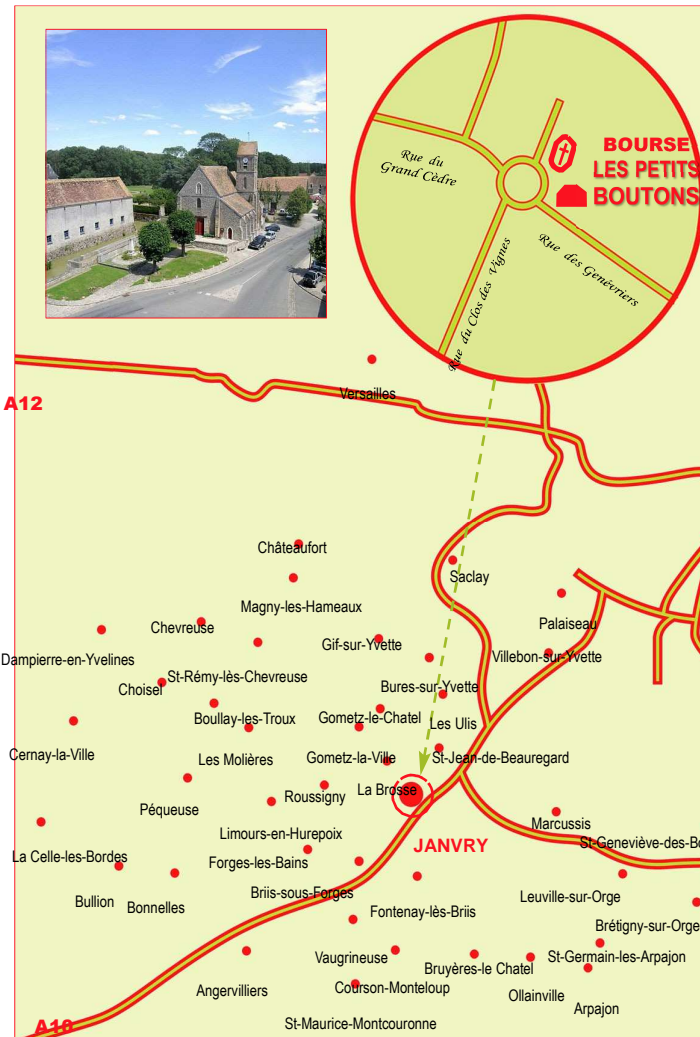 BOURSE
LES PETITS
BOUTONS
Rue du
Grand Cèdre
Rue des Genévriers
Rue du Clos des Vignes
Versailles
A12
Châteaufort
Saclay
Magny-les-Hameaux
Palaiseau
Chevreuse
Gif-sur-Yvette
Villebon-sur-Yvette
Dampierre-en-Yvelines
St-Rémy-lès-Chevreuse
Bures-sur-Yvette
Choisel
Boullay-les-Troux
Gometz-le-Chatel
Les Ulis
Cernay-la-Ville
Les Molières
Gometz-la-Ville
St-Jean-de-Beauregard
La Brosse
Roussigny
Péqueuse
Marcussis
Limours-en-Hurepoix
JANVRY
St-Geneviève-des-Bo
La Celle-les-Bordes
Forges-les-Bains
Briis-sous-Forges
Leuville-sur-Orge
Bullion
Bonnelles
Fontenay-lès-Briis
Brétigny-sur-Orge
Vaugrineuse
St-Germain-les-Arpajon
Bruyères-le Chatel
Angervilliers
Courson-Monteloup
Ollainville
Arpajon
St-Maurice-Montcouronne
A10